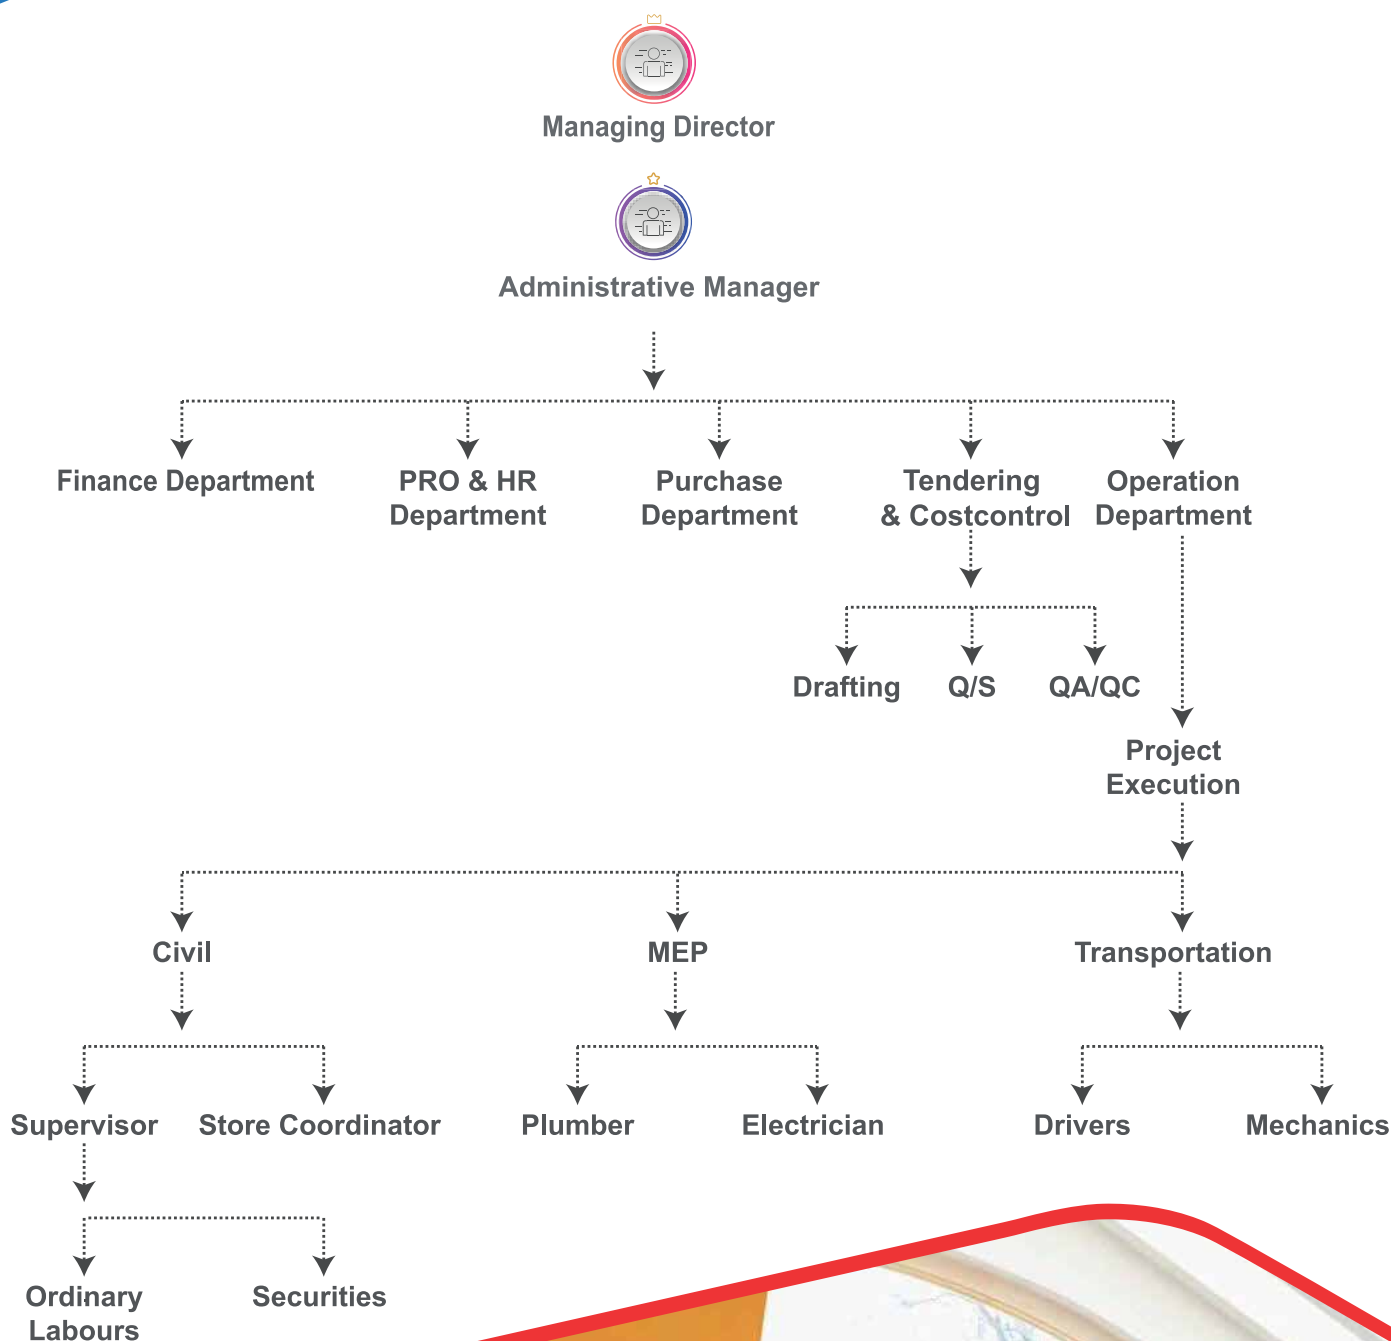 Managing Director
Administrative Manager
Finance Department
PRO & HR
Department
Purchase
Department
Tendering
& Costcontrol
Operation
Department
Drafting
Q/S
QA/QC
Project
Execution
Civil
MEP
Transportation
Supervisor
Store Coordinator
Plumber
Electrician
Drivers
Mechanics
Ordinary
Labours
Securities